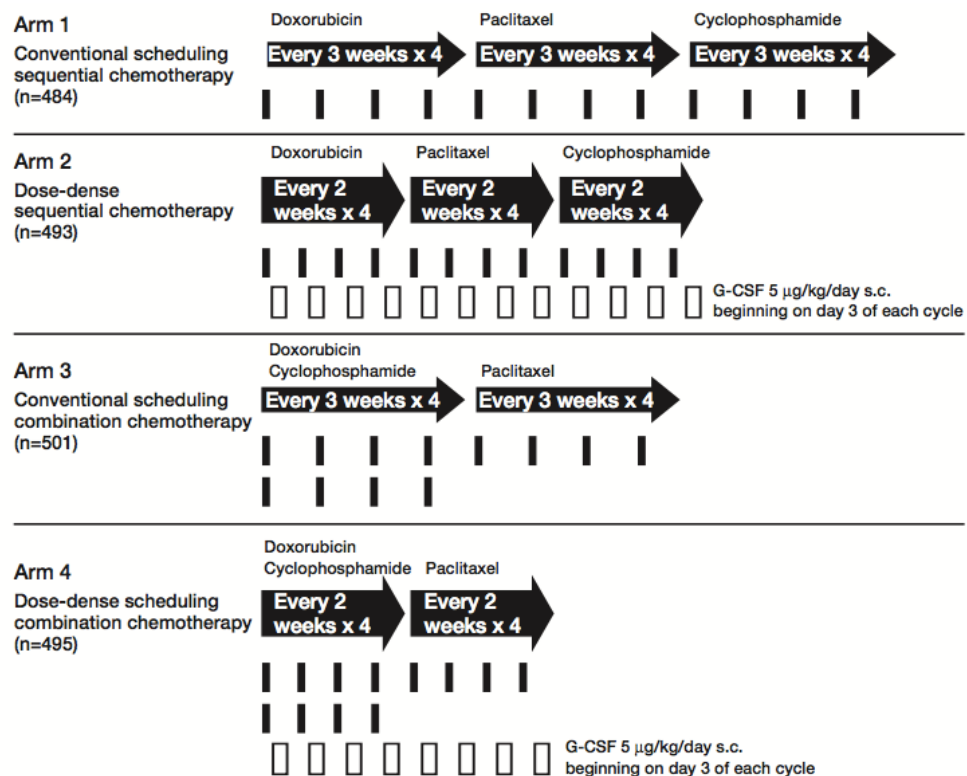 Arm 1
Conventional scheduling
sequential chemotherapy
(n=484)
Doxorubicin
Paclitaxel
Cyclophosphamide
Every 3 weeks x 4
Every 3 weeks x 4
Every 3 weeks x 4
Arm 2
Dose-dense
sequential chemotherapy
(n=493)
Doxorubicin
Paclitaxel
Cyclophosphamide
Every 2
weeks x 4
Every 2
weeks x 4
Every 2
weeks x 4
G-CSF 5 µg/kg/day s.c.
beginning on day 3 of each cycle
Arm 3
Conventional scheduling
combination chemotherapy
(n=501)
Doxorubicin
Cyclophosphamide
Paclitaxel
Every 3 weeks x 4
Every 3 weeks x 4
Arm 4
Dose-dense scheduling
combination chemotherapy
(n=495)
Doxorubicin
Cyclophosphamide
Paclitaxel
Every 2
weeks x 4
Every 2
weeks x 4
G-CSF 5 µg/kg/day s.c.
beginning on day 3 of each cycle